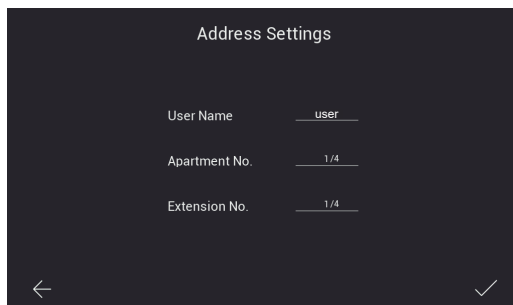 Address Settings
User Name user
Apartment No. 1/4
Extension No. 1/4